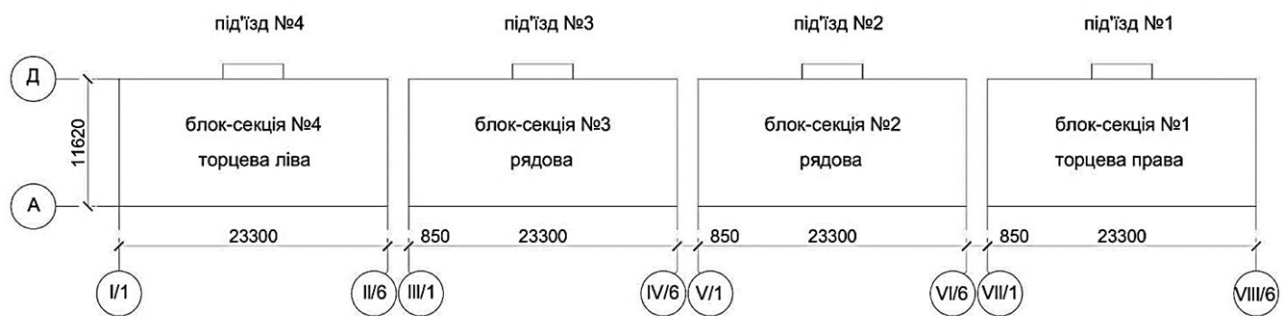 під'їзд №4 під'їзд №3 під'їзд №2 під'їзд №1
Д
блок-секція №4 блок-секція №3 блок-секція №2 блок-секція №1
11620
торцева ліва рядова рядова торцева права
А
23300 850 23300 850 23300 850 23300
I/1 II/6 III/1 IV/6 V/1 VI/6 VII/1 VIII/6